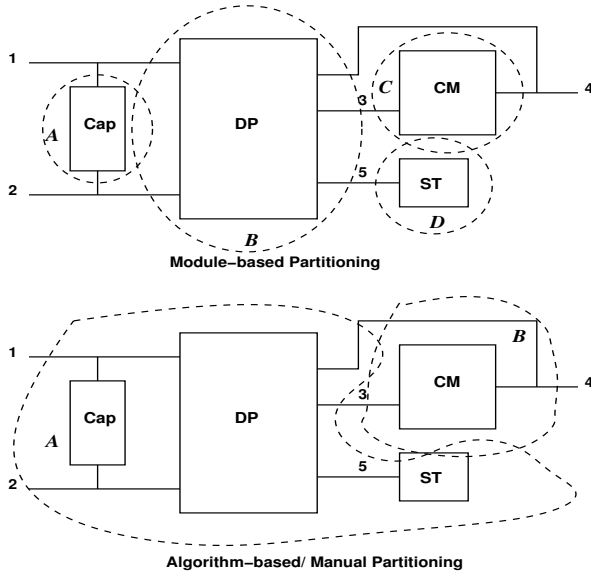 1
3
C
CM
4
A
Cap
DP
2
5
ST
B
D
Module-based Partitioning
1
B
CM
3
4
Cap
DP
A
5
2
ST
Algorithm-based/ Manual Partitioning